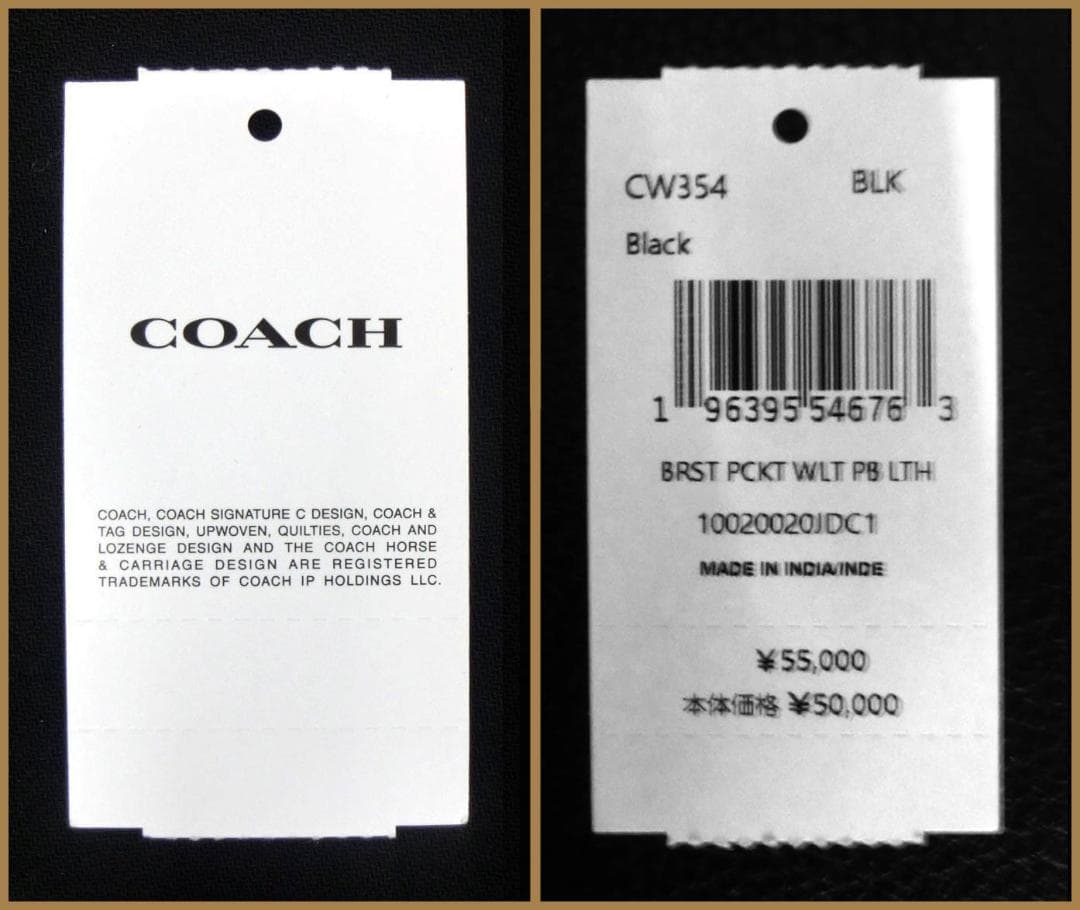 COACH
COACH, COACH SIGNATURE C DESIGN, COACH &
TAG DESIGN, UPWOVEN, QUILTIES, COACH AND
LOZENGE DESIGN AND THE COACH HORSE
& CARRIAGE DESIGN ARE REGISTERED
TRADEMARKS OF COACH IP HOLDINGS LLC.
CW354 BLK
Black
1 96395 54676 3
BRST PCKT WLT PB LTH
10020020JDC1
MADE IN INDIA/INDE
¥55,000
本体価格 ¥50,000